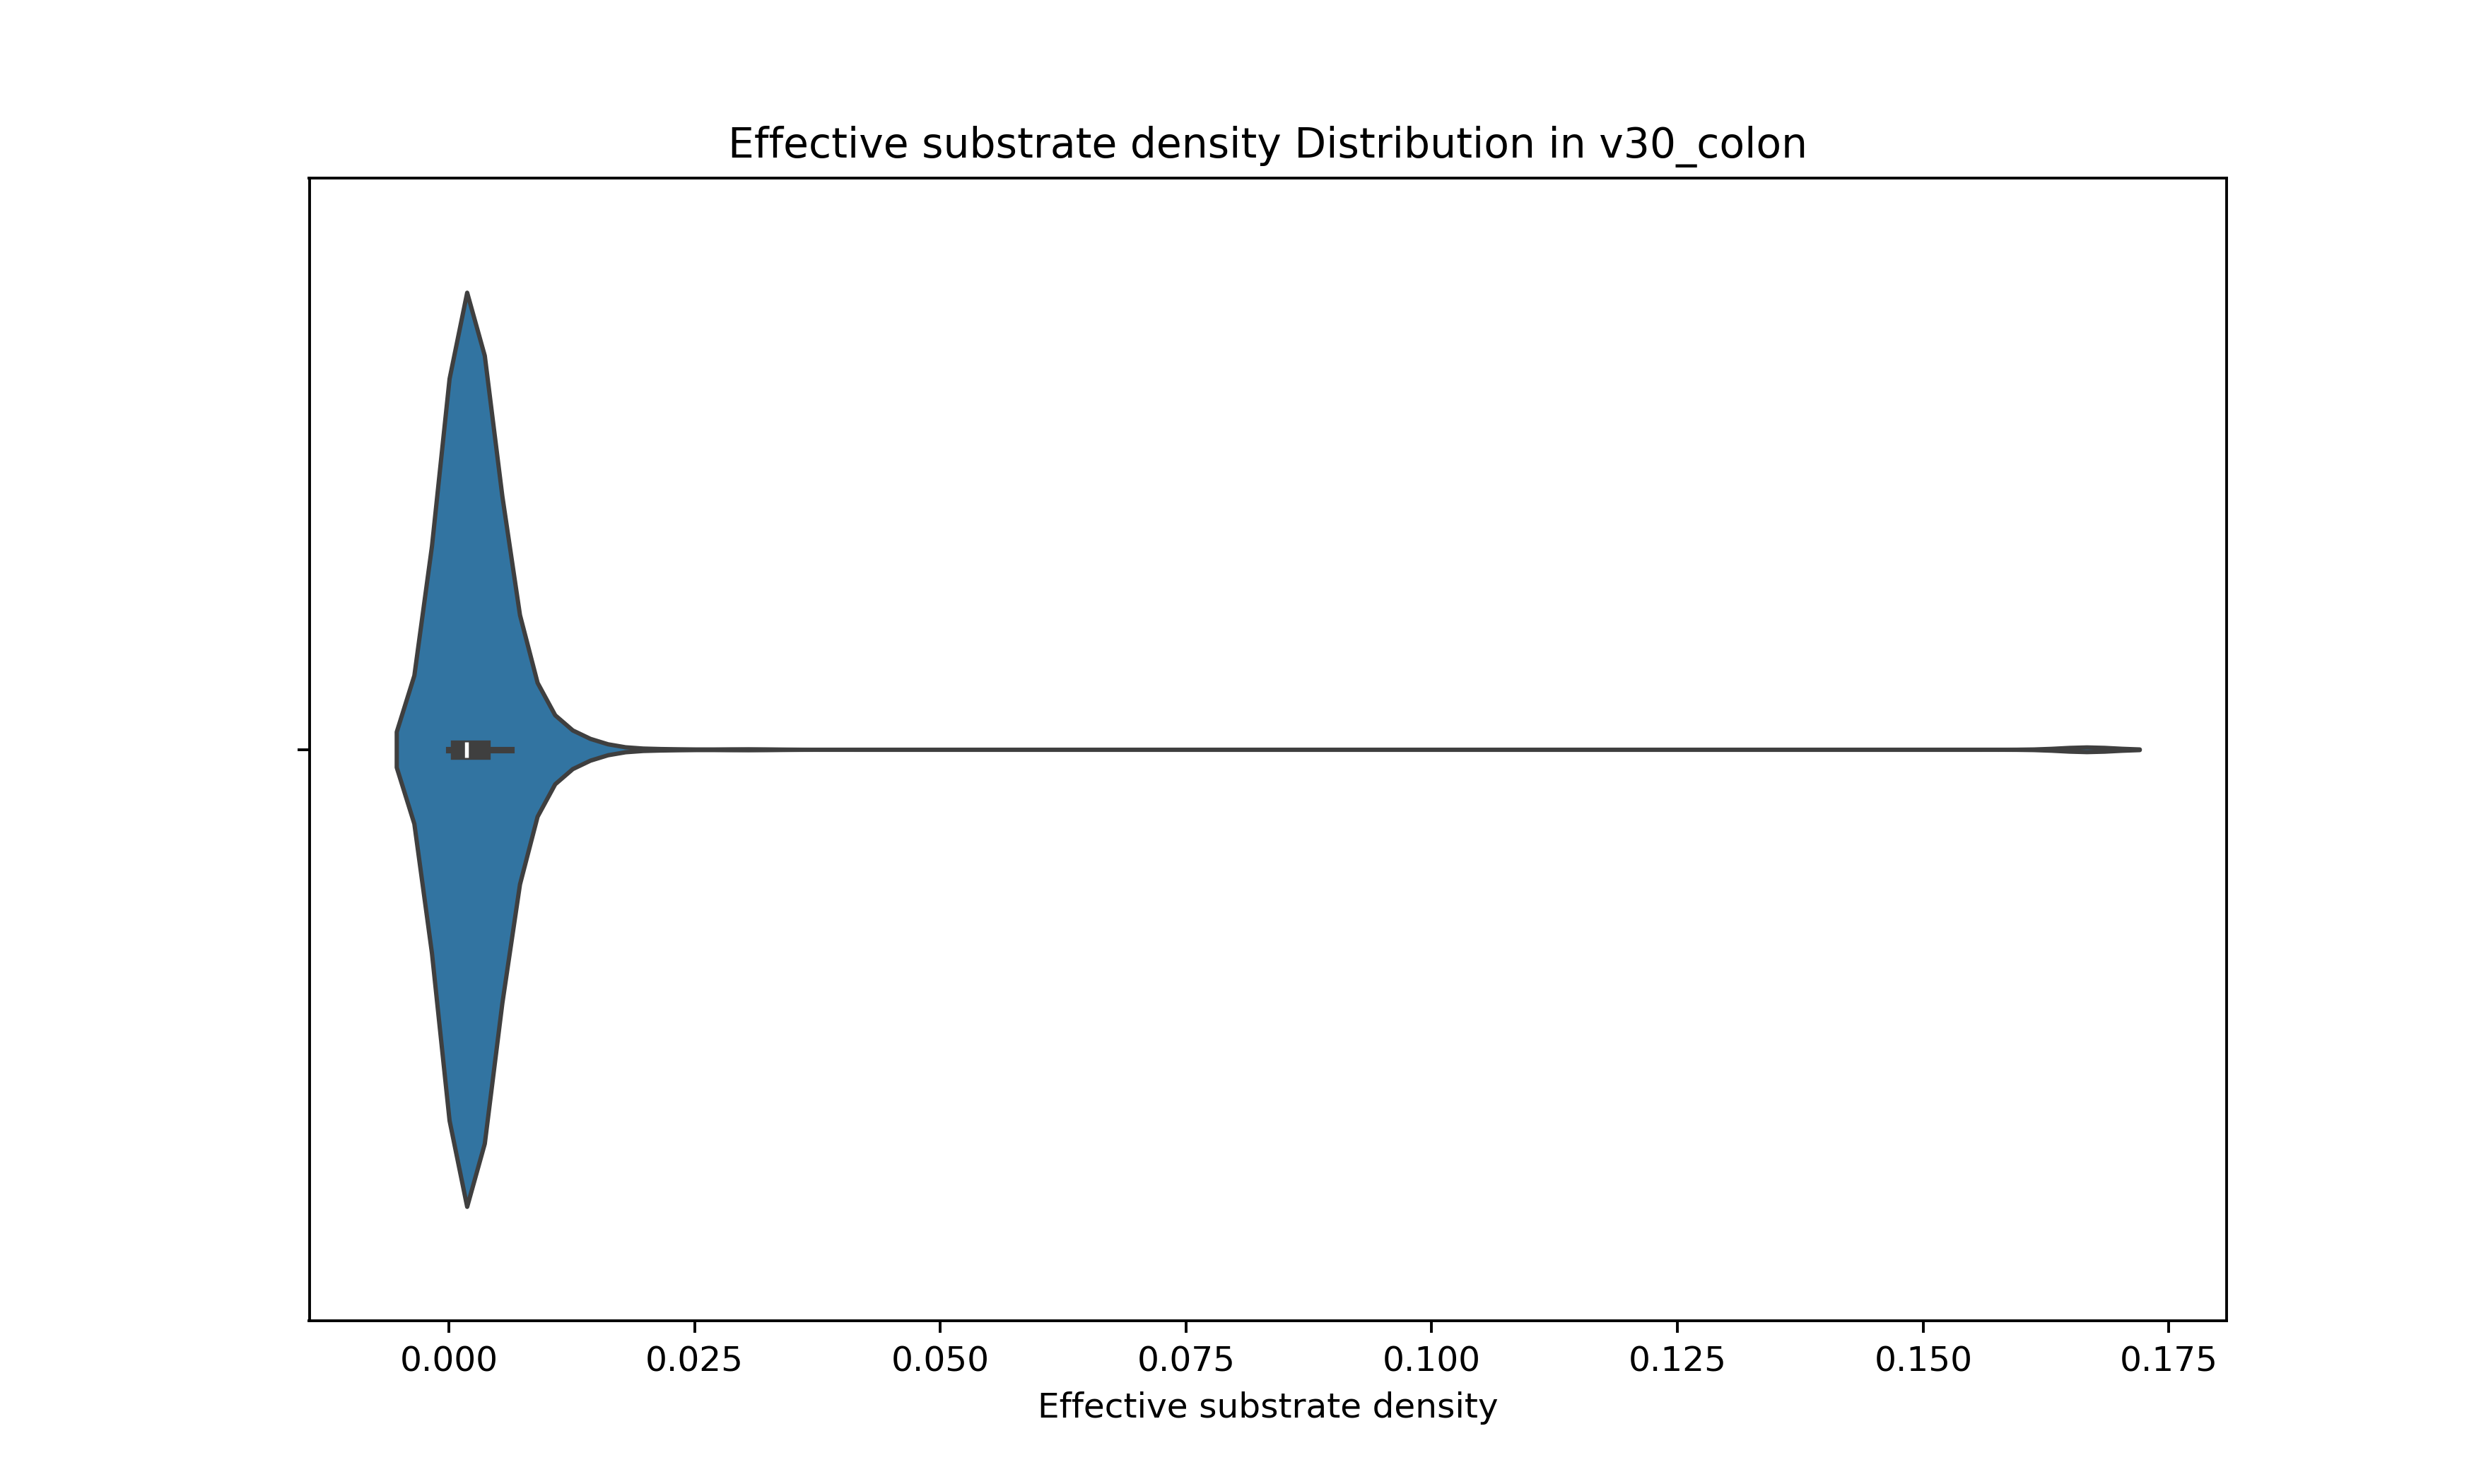 Effective substrate density Distribution in v30_colon
0.000 0.025 0.050 0.075 0.100 0.125 0.150 0.175
Effective substrate density